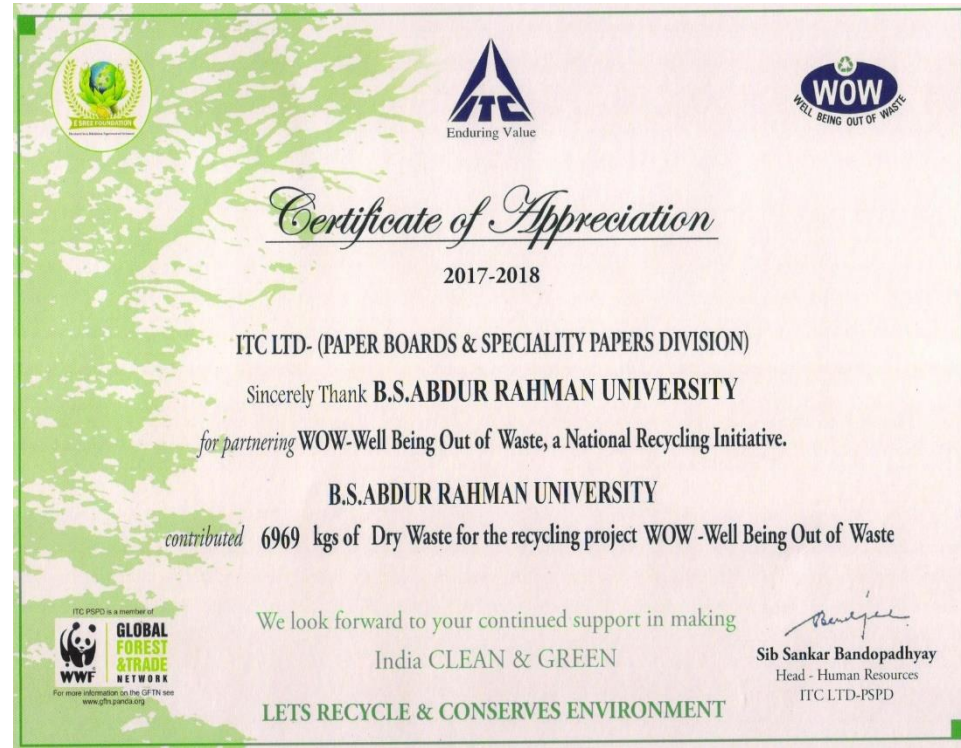 E SREE FOUNDATION
ITC
Enduring Value
WOW
WELL BEING OUT OF WASTE
Certificate of Appreciation
2017-2018
ITC LTD- (PAPER BOARDS & SPECIALITY PAPERS DIVISION)
Sincerely Thank B.S.ABDUR RAHMAN UNIVERSITY
for partnering WOW-Well Being Out of Waste, a National Recycling Initiative.
B.S.ABDUR RAHMAN UNIVERSITY
contributed 6969 kgs of Dry Waste for the recycling project WOW -Well Being Out of Waste
ITC PSPD is a member of
WWF
GLOBAL
FOREST
&TRADE
NETWORK
For more information on the GFTN see
www.gftn.panda.org
We look forward to your continued support in making
India CLEAN & GREEN
LETS RECYCLE & CONSERVES ENVIRONMENT
Sib Sankar Bandopadhyay
Head - Human Resources
ITC LTD-PSPD